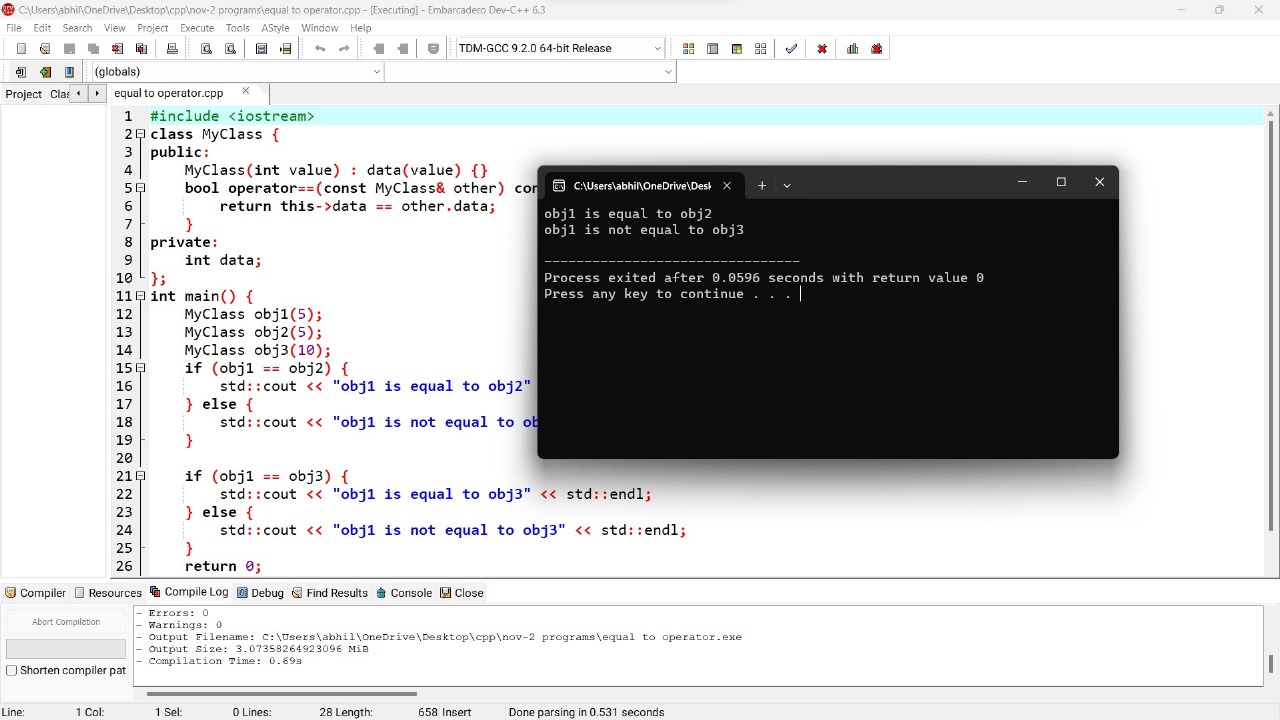 C:\Users\abhil\OneDrive\Desktop\cpp\nov-2 programs\equal to operator.cpp - [Executing] - Embarcadero Dev-C++ 6.3
File Edit Search View Project Execute Tools AStyle Window Help
TDM-GCC 9.2.0 64-bit Release
(globals)
Project Clas equal to operator.cpp
1 #include <iostream>
2 class MyClass {
3 public:
4 MyClass(int value) : data(value) {}
5 bool operator==(const MyClass& other) con
6 return this->data == other.data;
7 }
8 private:
9 int data;
10 };
11 int main() {
12 MyClass obj1(5);
13 MyClass obj2(5);
14 MyClass obj3(10);
15 if (obj1 == obj2) {
16 std::cout << "obj1 is equal to obj2"
17 } else {
18 std::cout << "obj1 is not equal to ob
19 }
20
21 if (obj1 == obj3) {
22 std::cout << "obj1 is equal to obj3" << std::endl;
23 } else {
24 std::cout << "obj1 is not equal to obj3" << std::endl;
25 }
26 return 0;
C:\Users\abhil\OneDrive\Desk
obj1 is equal to obj2
obj1 is not equal to obj3
--------------------------------
Process exited after 0.0596 seconds with return value 0
Press any key to continue . . .
Compiler Resources Compile Log Debug Find Results Console Close
Abort Compilation
Shorten compiler pat
- Errors: 0
- Warnings: 0
- Output Filename: C:\Users\abhil\OneDrive\Desktop\cpp\nov-2 programs\equal to operator.exe
- Output Size: 3.07358264923096 MiB
- Compilation Time: 0.69s
Line: 1 Col: 1 Sel: 0 Lines: 28 Length: 658 Insert Done parsing in 0.531 seconds